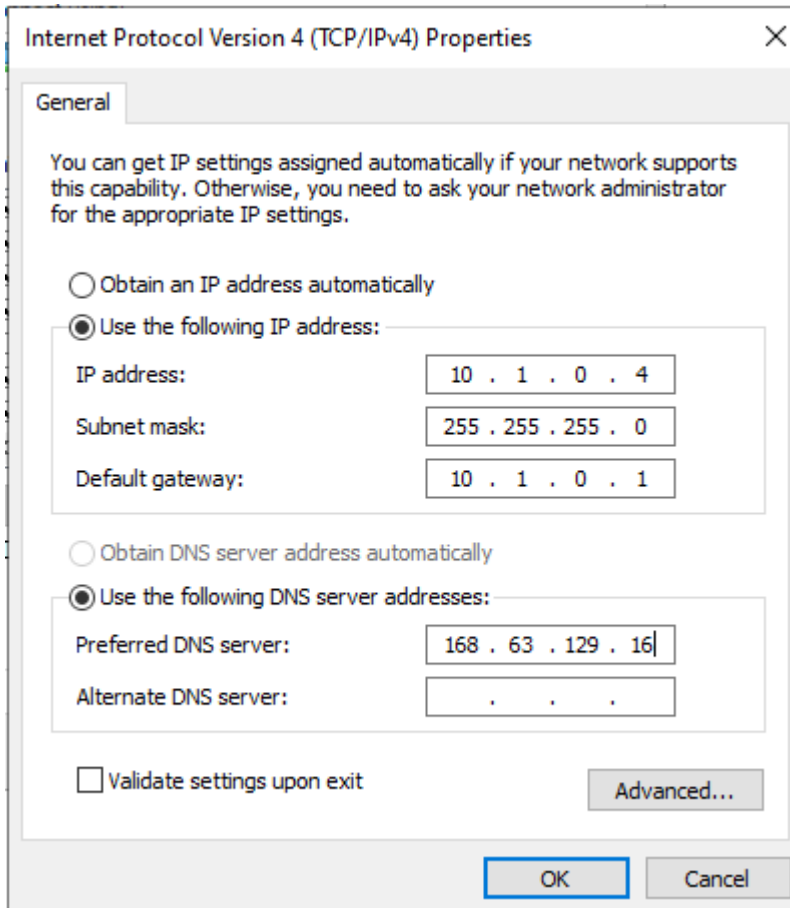 Internet Protocol Version 4 (TCP/IPv4) Properties
General
You can get IP settings assigned automatically if your network supports
this capability. Otherwise, you need to ask your network administrator
for the appropriate IP settings.
Obtain an IP address automatically
Use the following IP address:
IP address: 10 . 1 . 0 . 4
Subnet mask: 255 . 255 . 255 . 0
Default gateway: 10 . 1 . 0 . 1
Obtain DNS server address automatically
Use the following DNS server addresses:
Preferred DNS server: 168 . 63 . 129 . 16
Alternate DNS server: . . .
Validate settings upon exit
Advanced...
OK Cancel